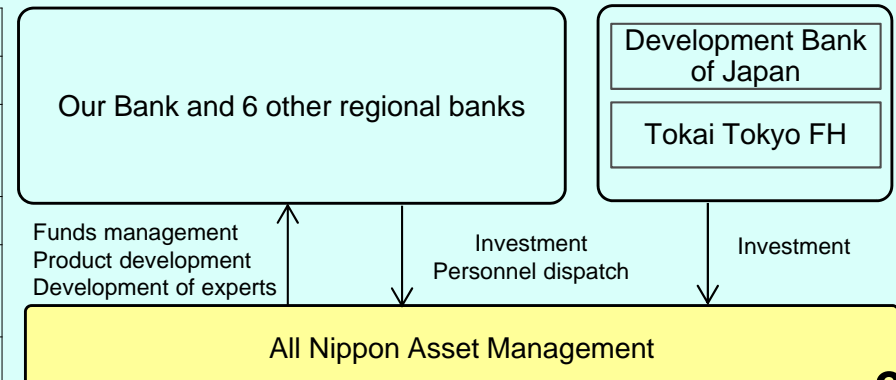 Our Bank and 6 other regional banks
Development Bank
of Japan
Tokai Tokyo FH
Funds management
Product development
Development of experts
Investment
Personnel dispatch
Investment
All Nippon Asset Management